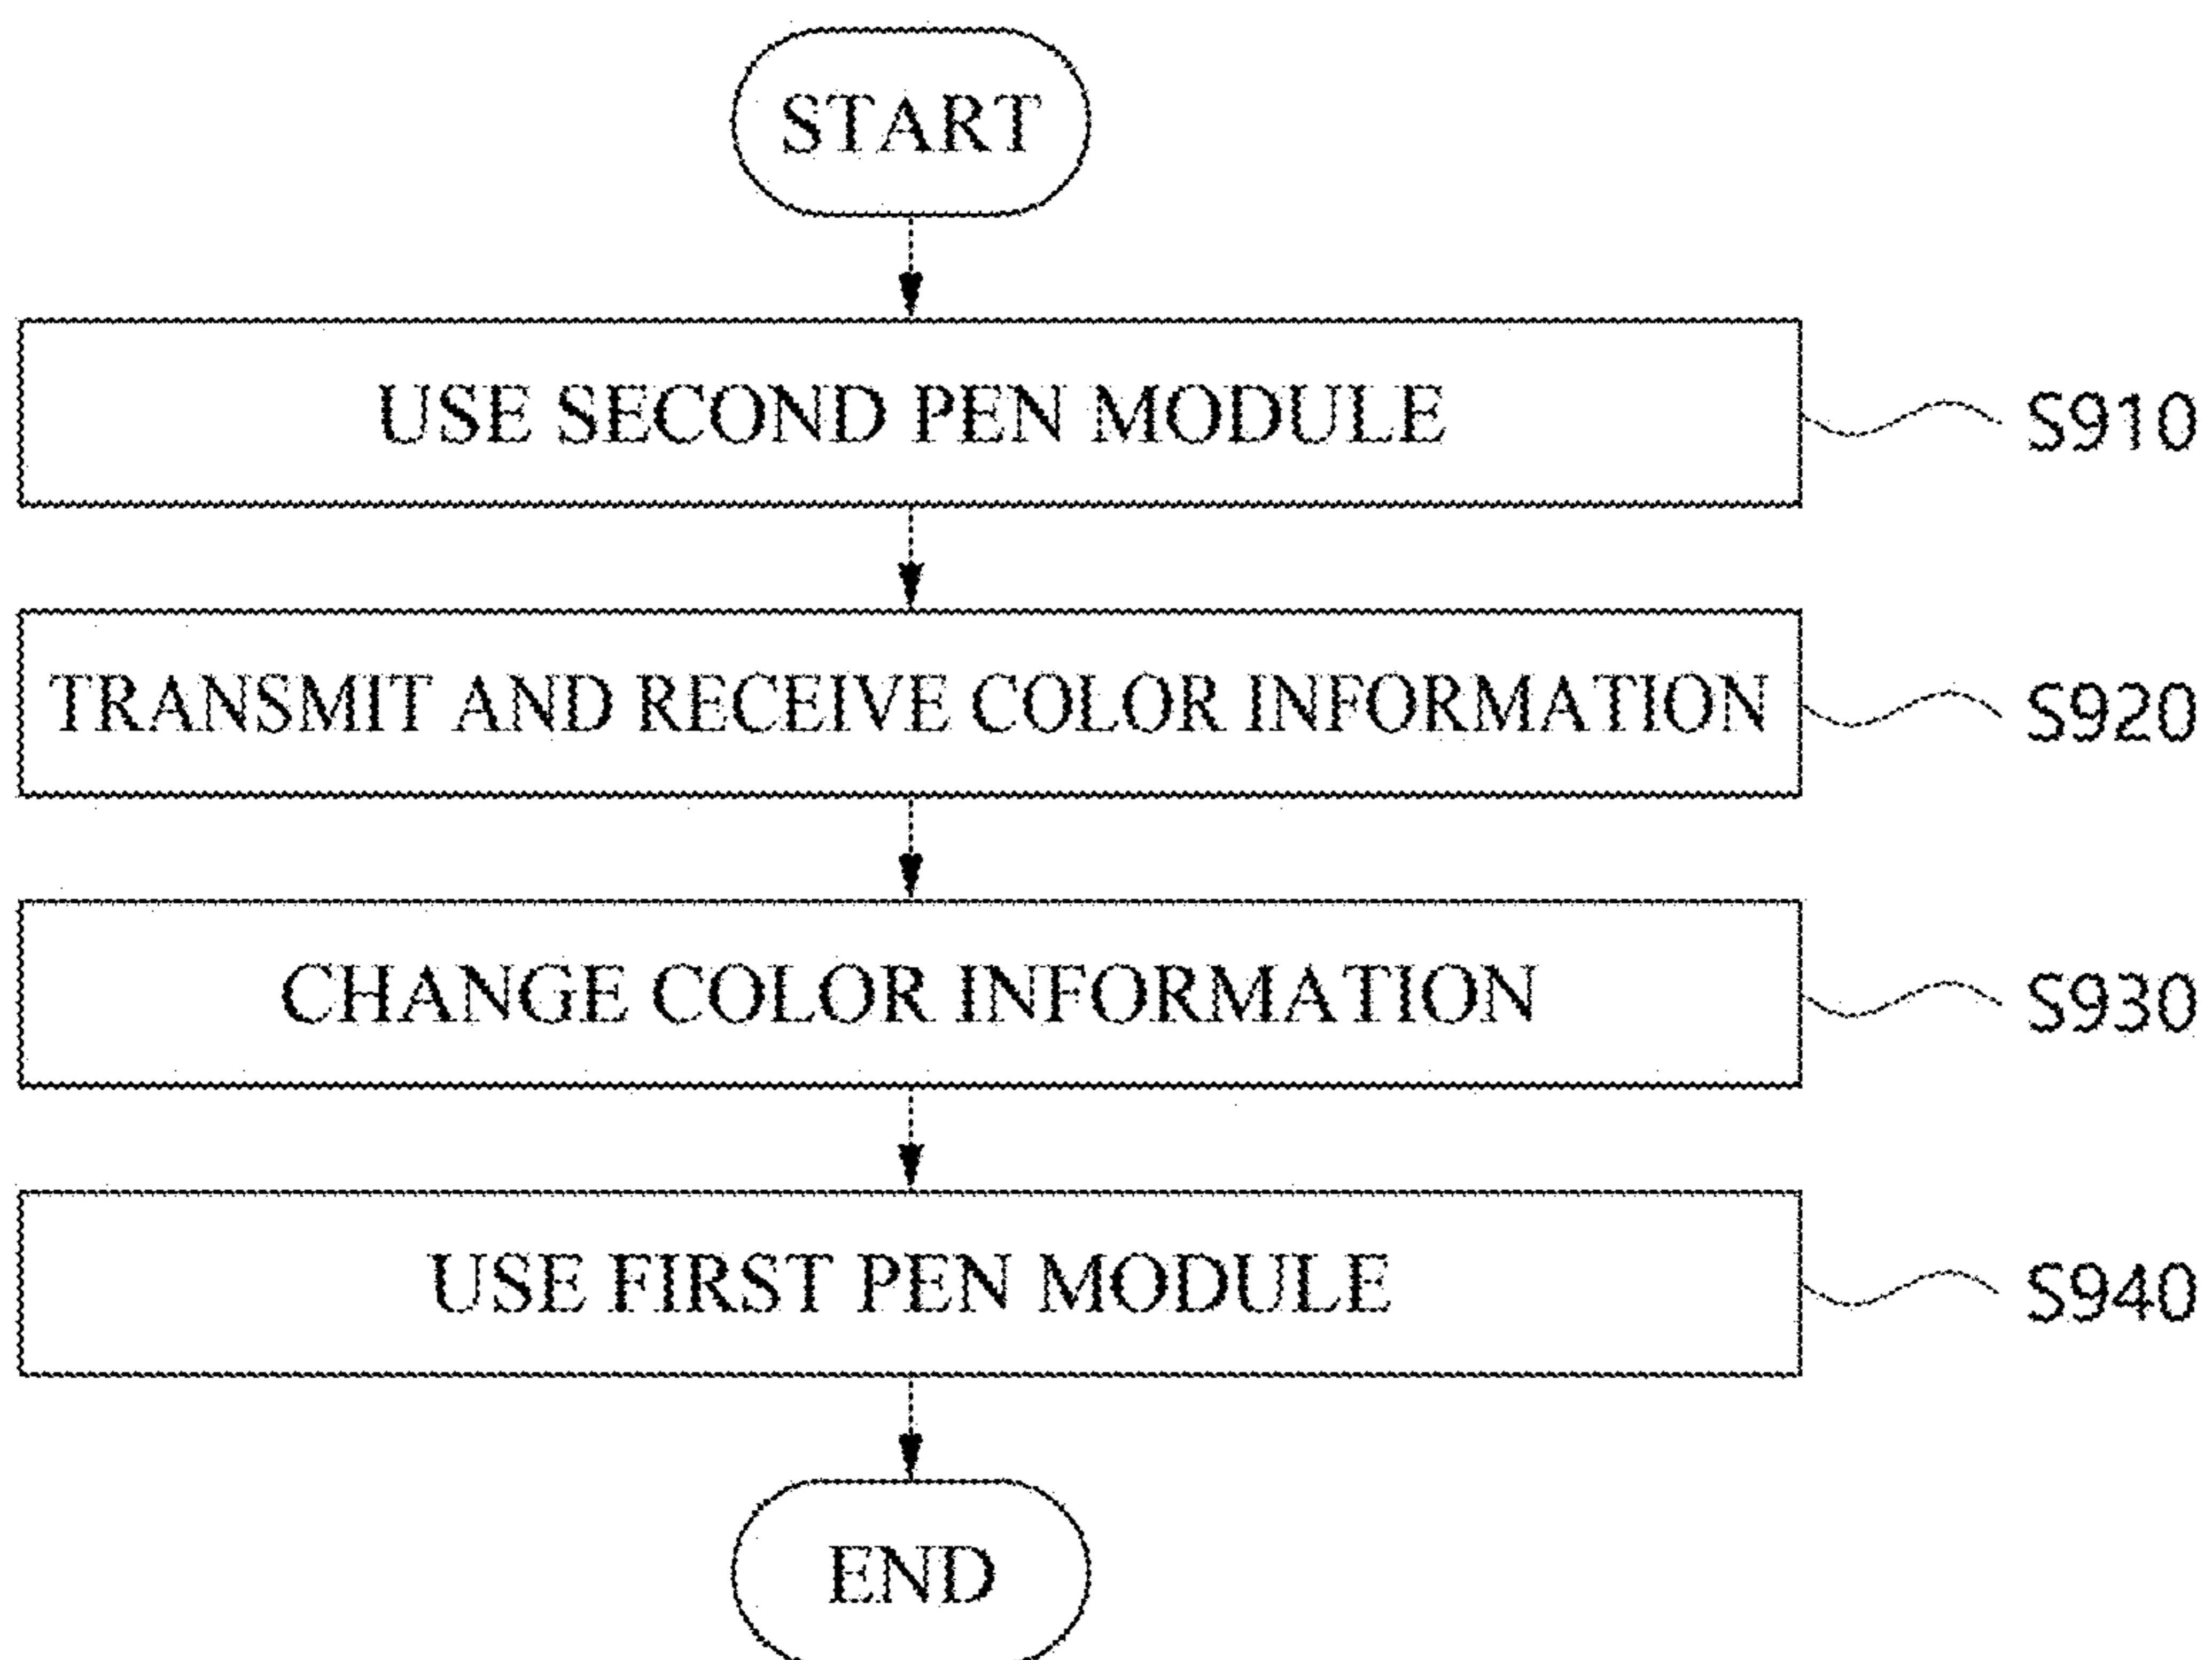 START
USE SECOND PEN MODULE
S910
TRANSMIT AND RECEIVE COLOR INFORMATION
S920
CHANGE COLOR INFORMATION
S930
USE FIRST PEN MODULE
S940
END